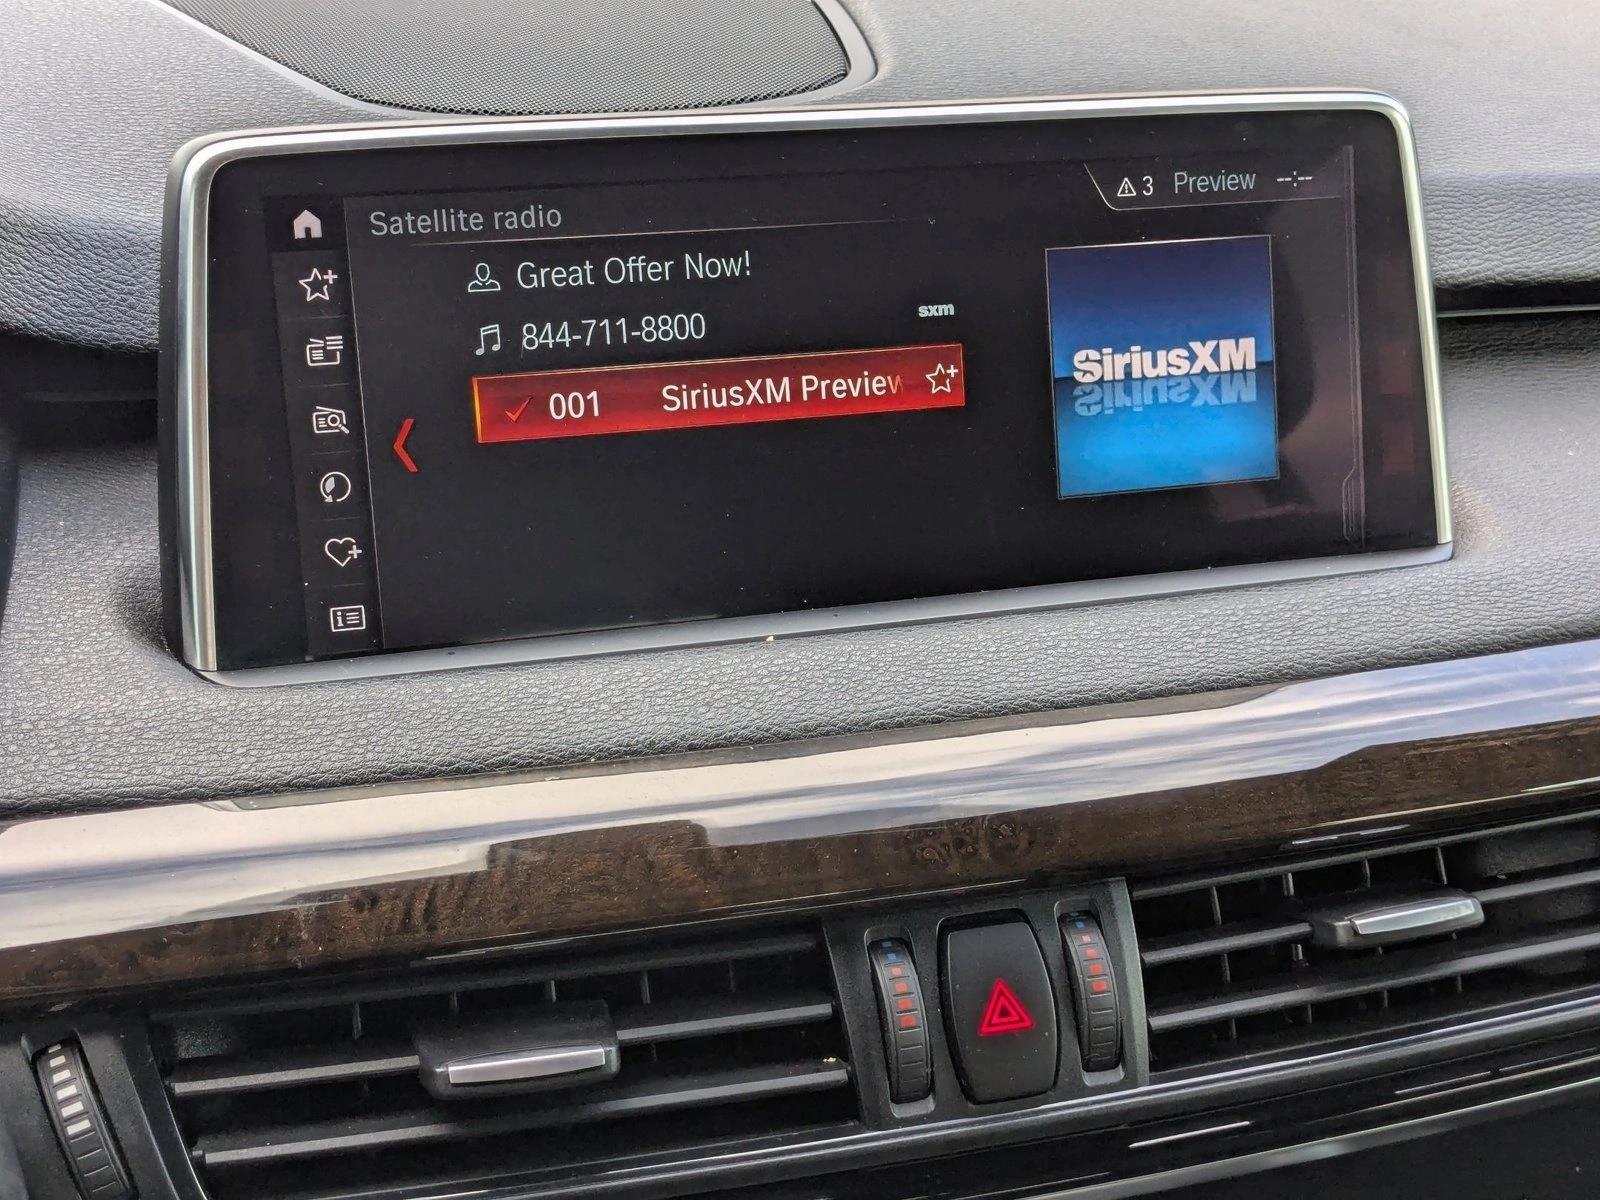 Satellite radio
3 Preview --:--
Great Offer Now!
844-711-8800
sxm
001 SiriusXM Preview
SiriusXM